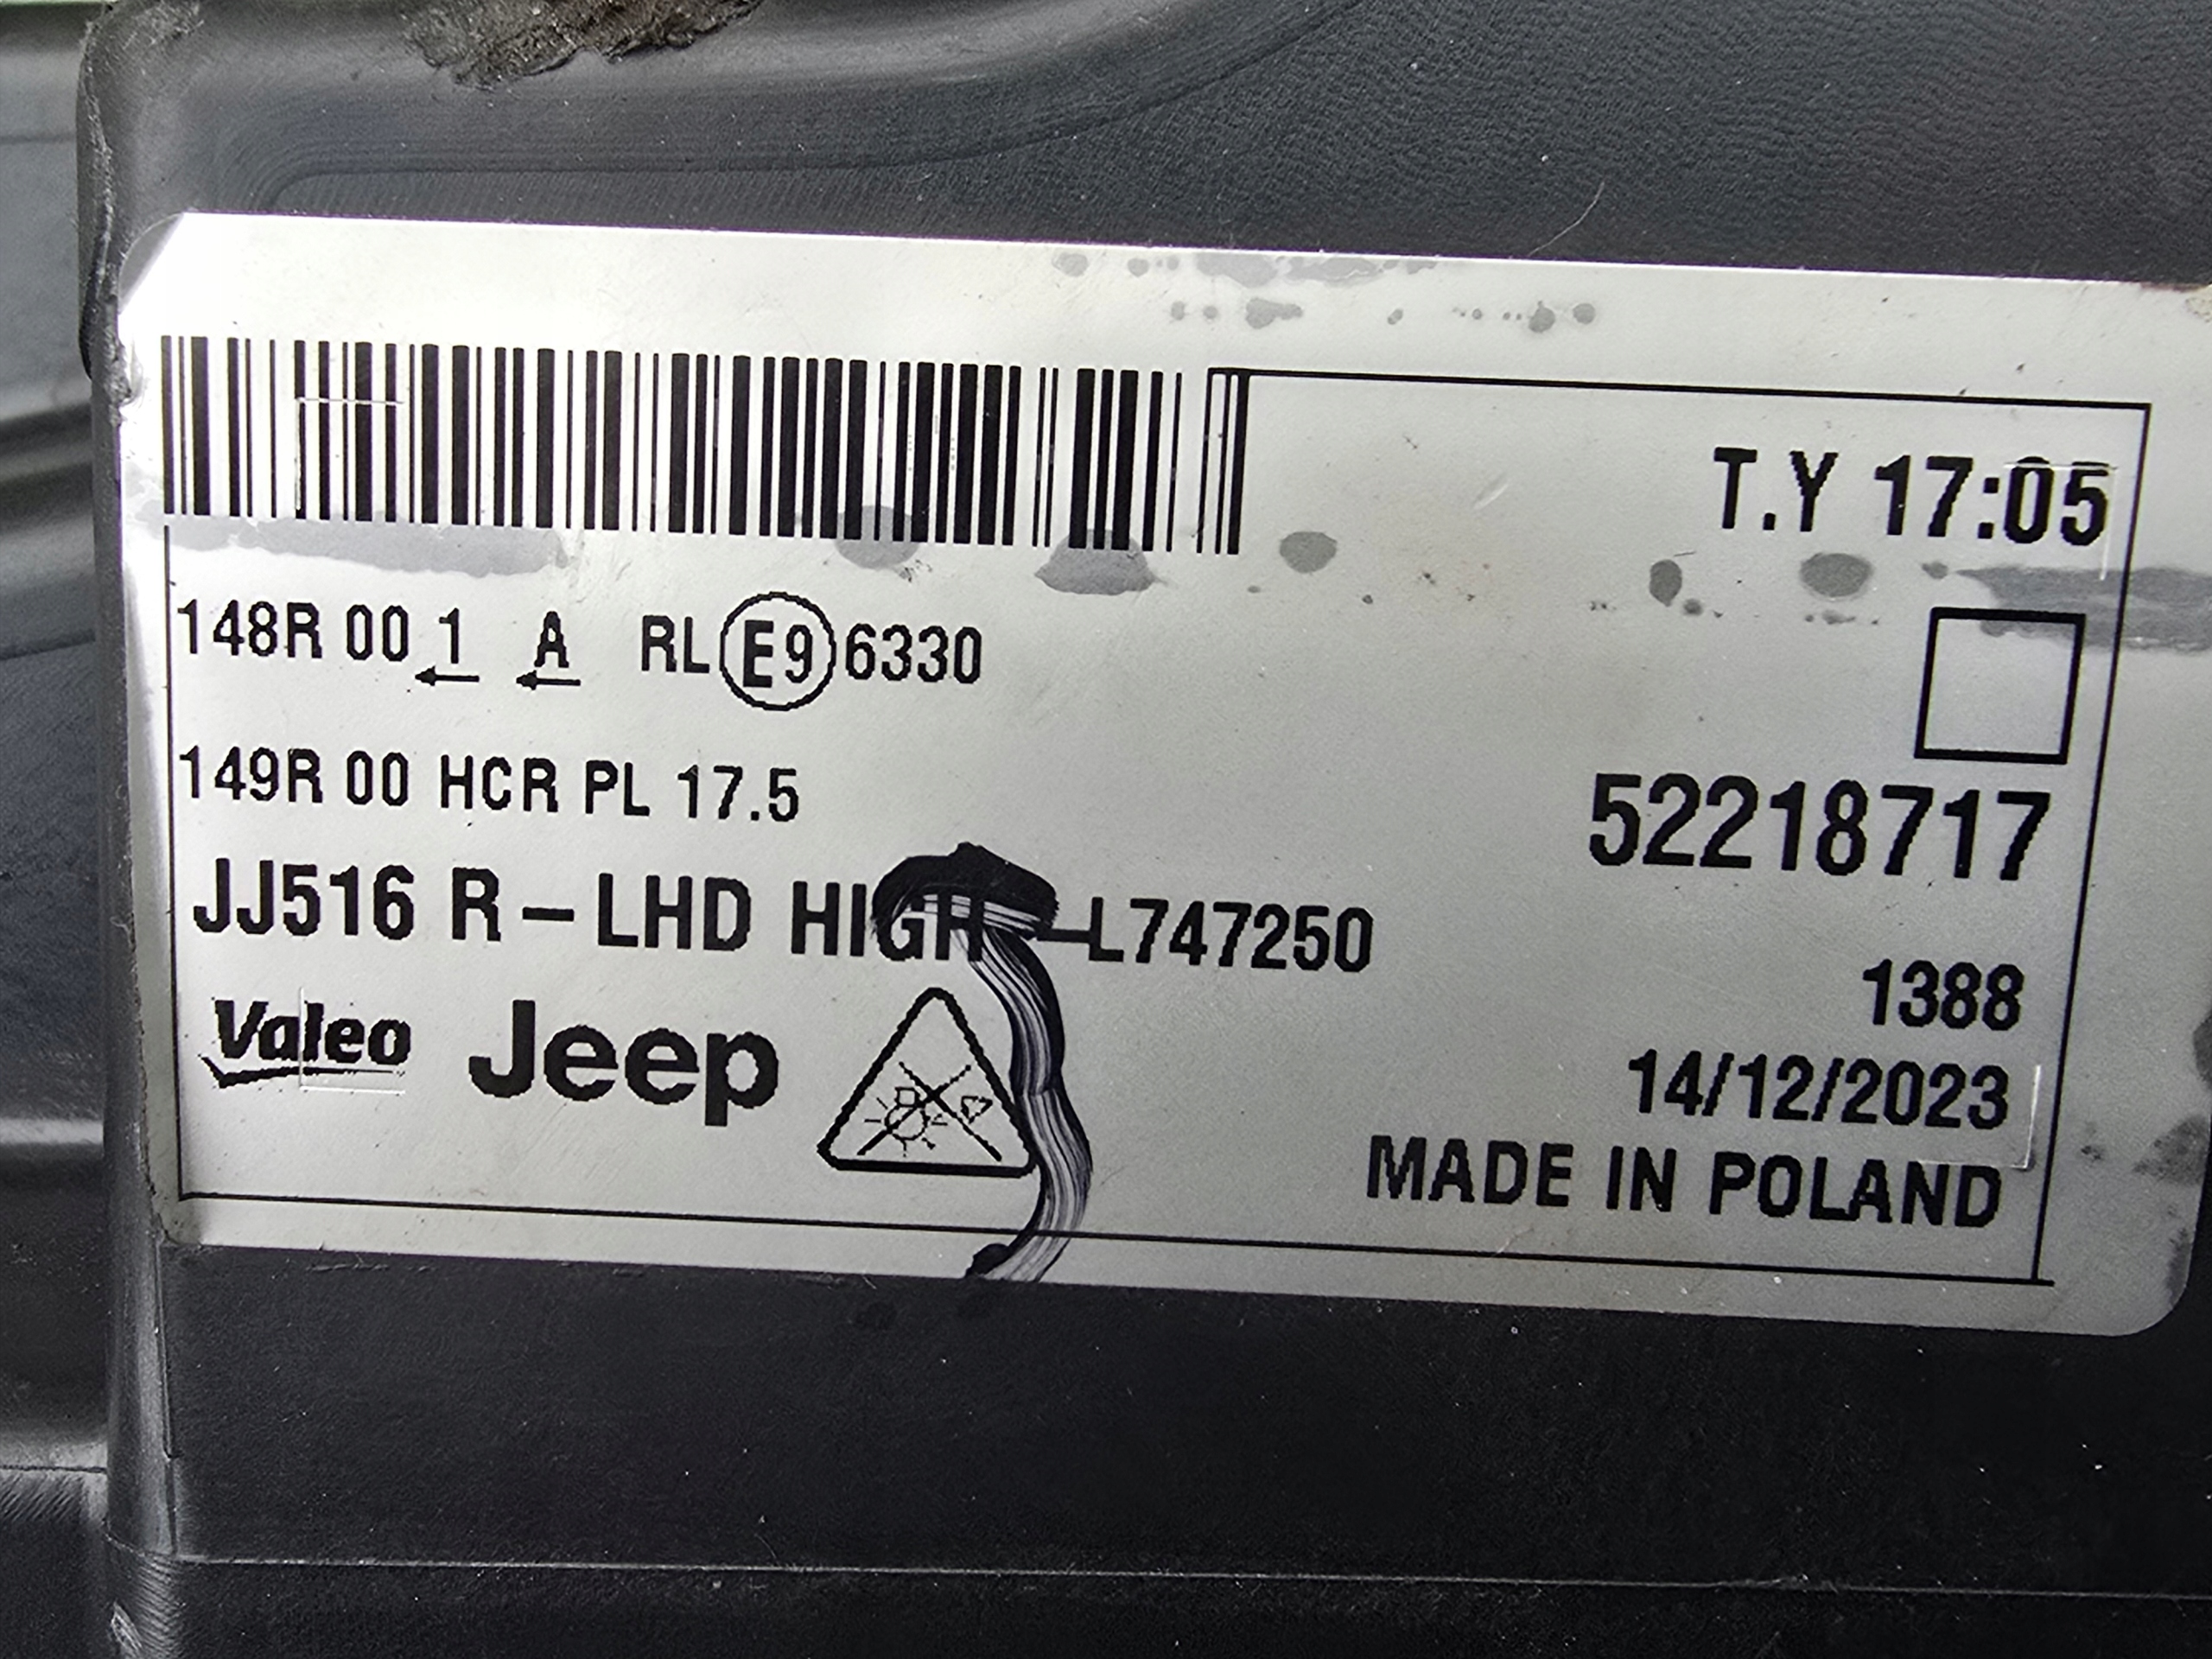 T.Y 17:05
148R 00 1 A RL E9 6330
149R 00 HCR PL 17.5
52218717
JJ516 R – LHD HIGH –L747250
1388
Valeo Jeep
14/12/2023
MADE IN POLAND